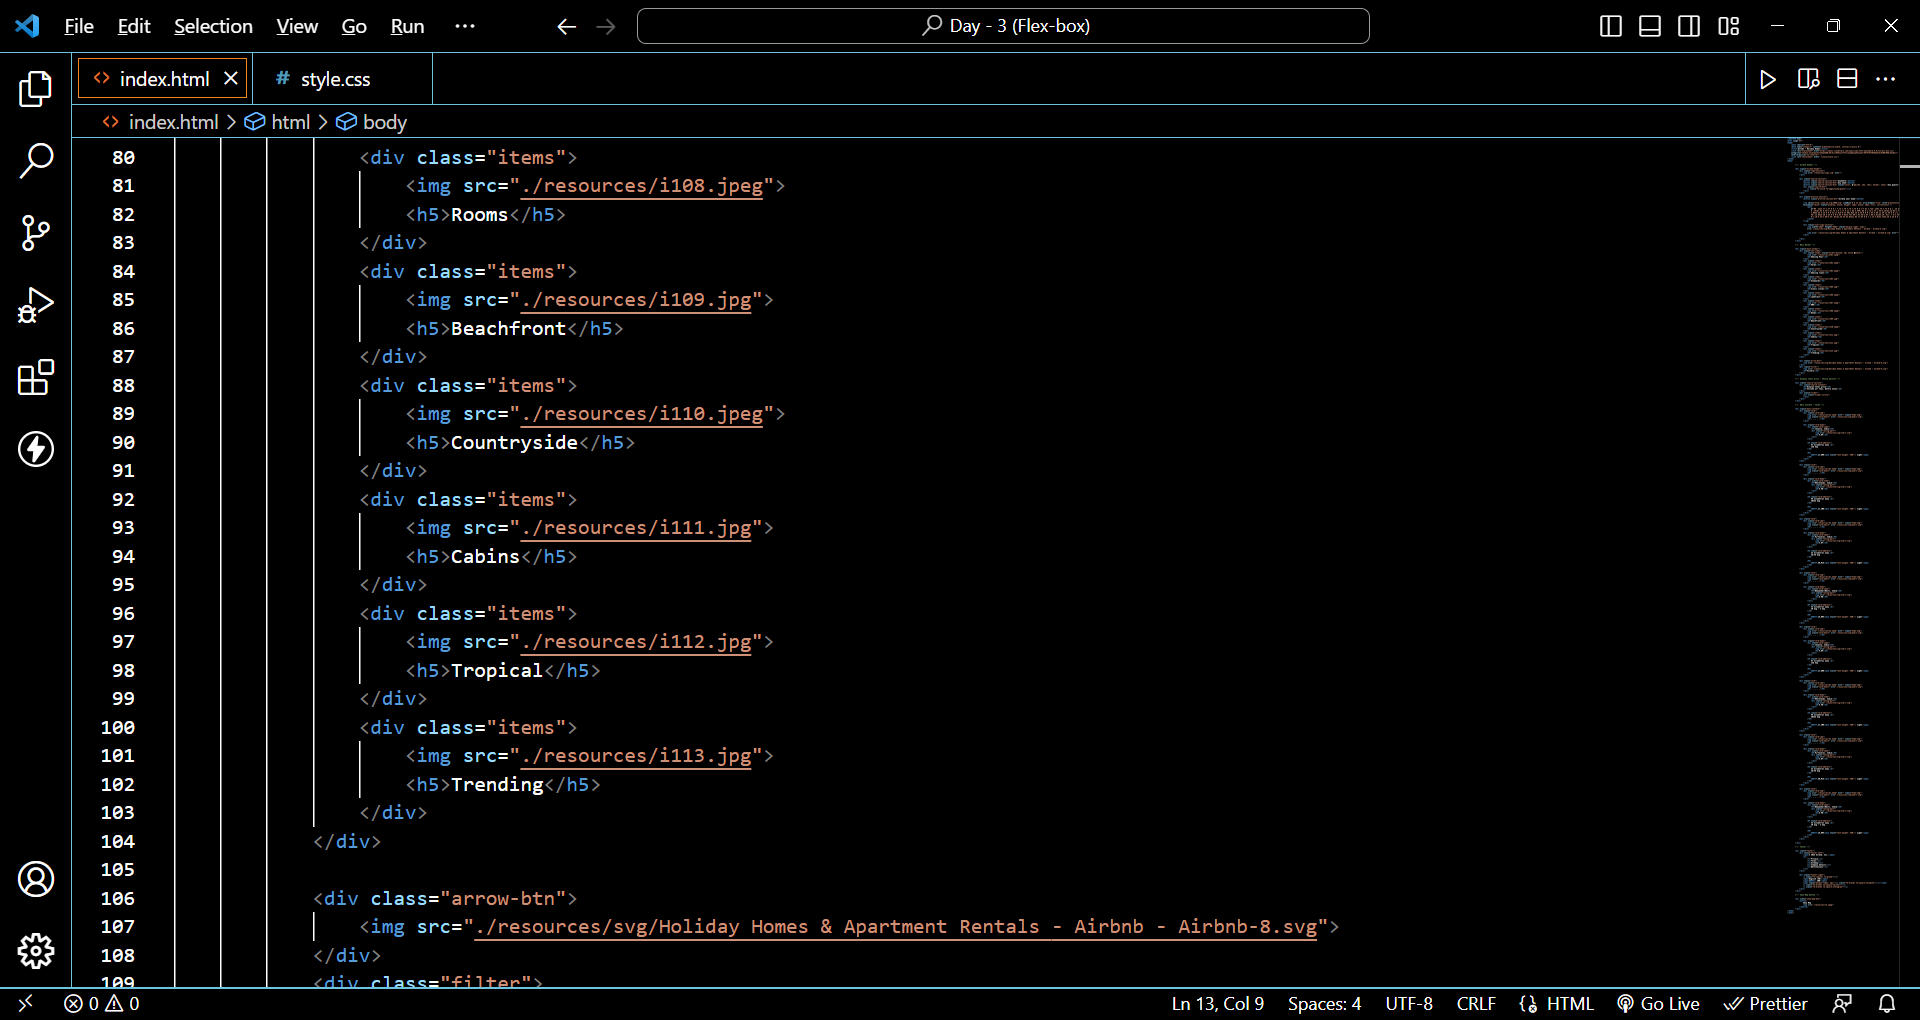 File Edit Selection View Go Run ··· Day - 3 (Flex-box)
index.html # style.css
index.html > html > body
80 <div class="items">
81 <img src="./resources/i108.jpeg">
82 <h5>Rooms</h5>
83 </div>
84 <div class="items">
85 <img src="./resources/i109.jpg">
86 <h5>Beachfront</h5>
87 </div>
88 <div class="items">
89 <img src="./resources/i110.jpeg">
90 <h5>Countryside</h5>
91 </div>
92 <div class="items">
93 <img src="./resources/i111.jpg">
94 <h5>Cabins</h5>
95 </div>
96 <div class="items">
97 <img src="./resources/i112.jpg">
98 <h5>Tropical</h5>
99 </div>
100 <div class="items">
101 <img src="./resources/i113.jpg">
102 <h5>Trending</h5>
103 </div>
104 </div>
105
106 <div class="arrow-btn">
107 <img src="./resources/svg/Holiday Homes & Apartment Rentals - Airbnb - Airbnb-8.svg">
108 </div>
109 <div class="filter">
0 0 Ln 13, Col 9 Spaces: 4 UTF-8 CRLF HTML Go Live Prettier